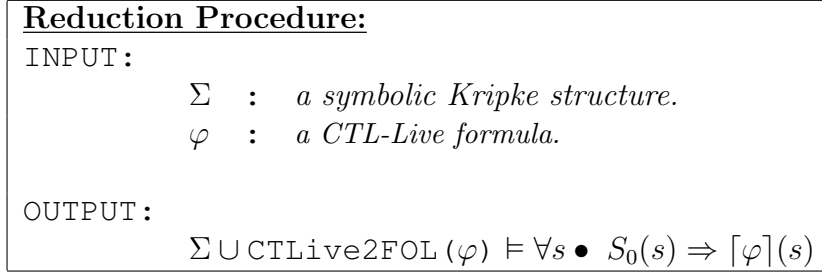 Reduction Procedure:
INPUT:
Σ : a symbolic Kripke structure.
φ : a CTL-Live formula.
OUTPUT:
Σ ∪ CTLive2FOL(φ) ⊨ ∀s • S₀(s) ⇒ ⌈φ⌉(s)